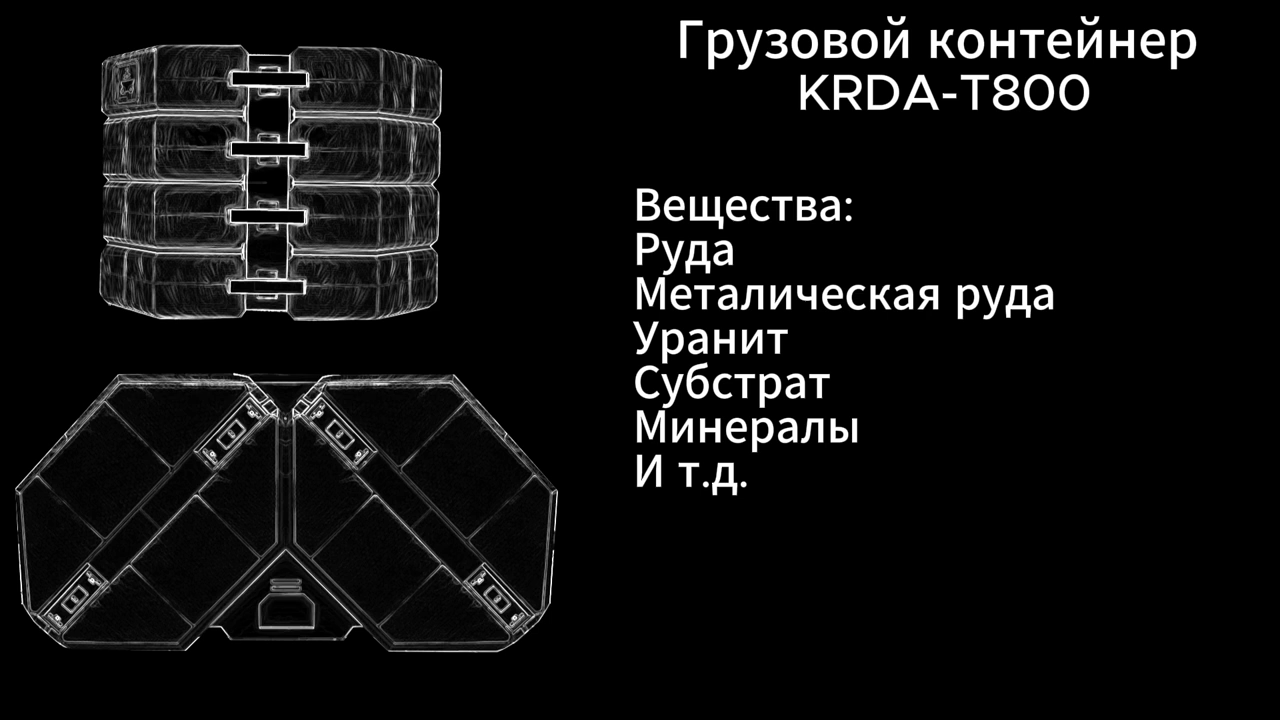 Грузовой контейнер
KRDA-T800
Вещества:
Руда
Металическая руда
Уранит
Субстрат
Минералы
И т.д.